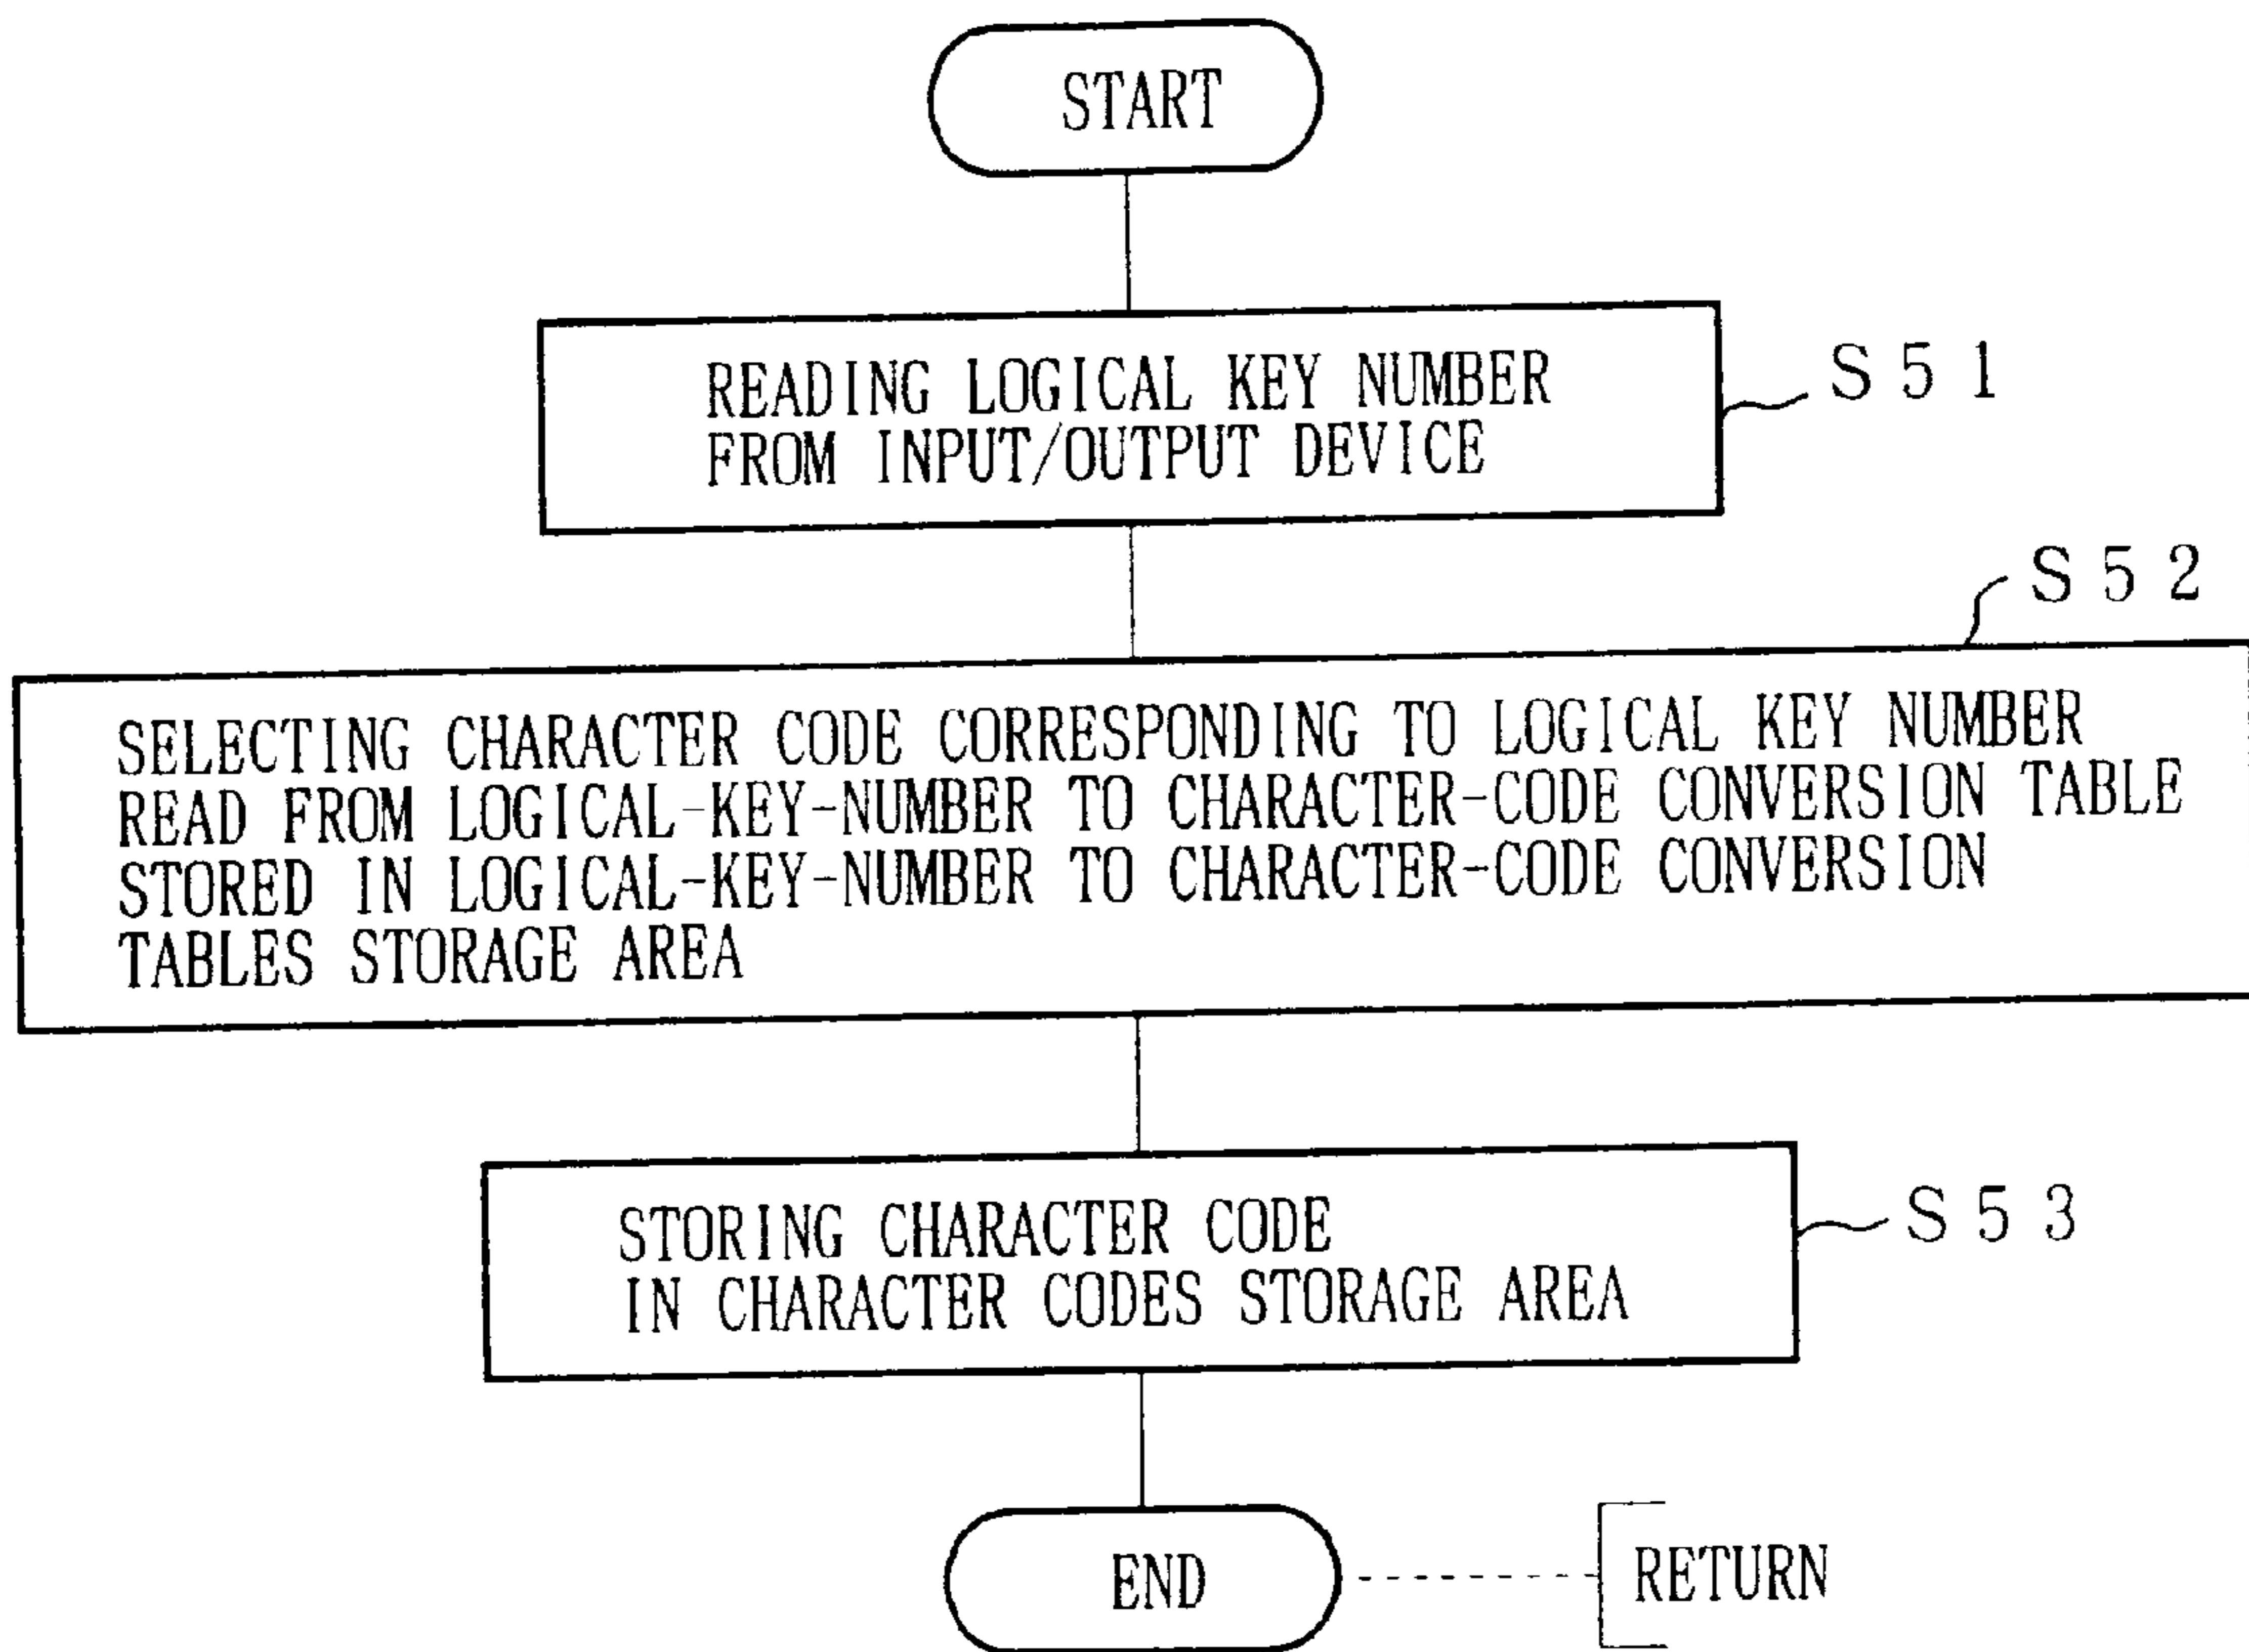 START
READING LOGICAL KEY NUMBER
FROM INPUT/OUTPUT DEVICE
S51
S52
SELECTING CHARACTER CODE CORRESPONDING TO LOGICAL KEY NUMBER
READ FROM LOGICAL-KEY-NUMBER TO CHARACTER-CODE CONVERSION TABLE
STORED IN LOGICAL-KEY-NUMBER TO CHARACTER-CODE CONVERSION
TABLES STORAGE AREA
STORING CHARACTER CODE
IN CHARACTER CODES STORAGE AREA
S53
END
RETURN